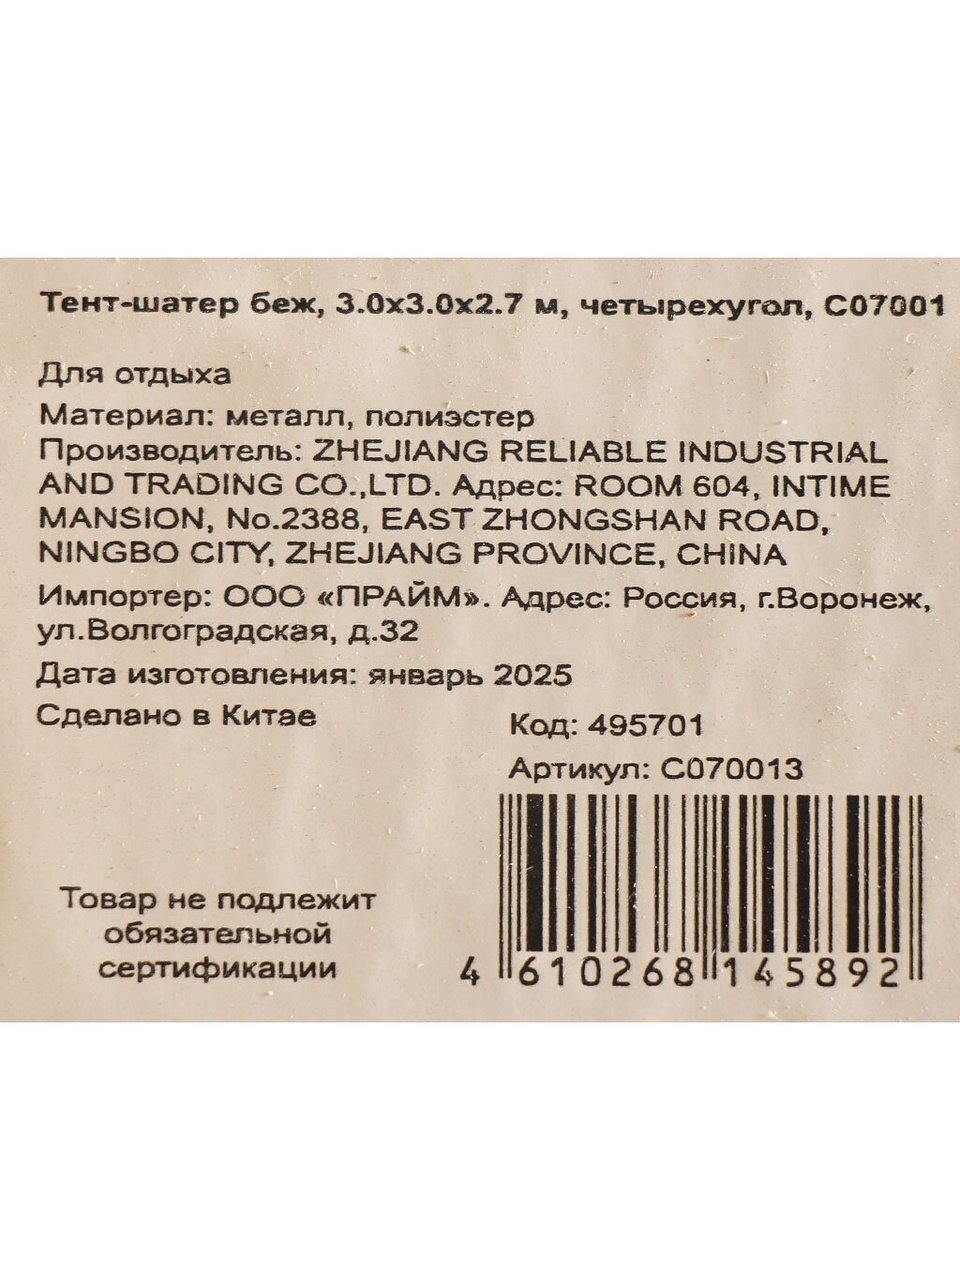 Тент-шатер беж, 3.0х3.0х2.7 м, четырехугол, С07001
Для отдыха
Материал: металл, полиэстер
Производитель: ZHEJIANG RELIABLE INDUSTRIAL
AND TRADING CO.,LTD. Адрес: ROOM 604, INTIME
MANSION, No.2388, EAST ZHONGSHAN ROAD,
NINGBO CITY, ZHEJIANG PROVINCE, CHINA
Импортер: ООО «ПРАЙМ». Адрес: Россия, г.Воронеж,
ул.Волгоградская, д.32
Дата изготовления: январь 2025
Сделано в Китае
Код: 495701
Артикул: С070013
Товар не подлежит
обязательной
сертификации
4 610268 145892